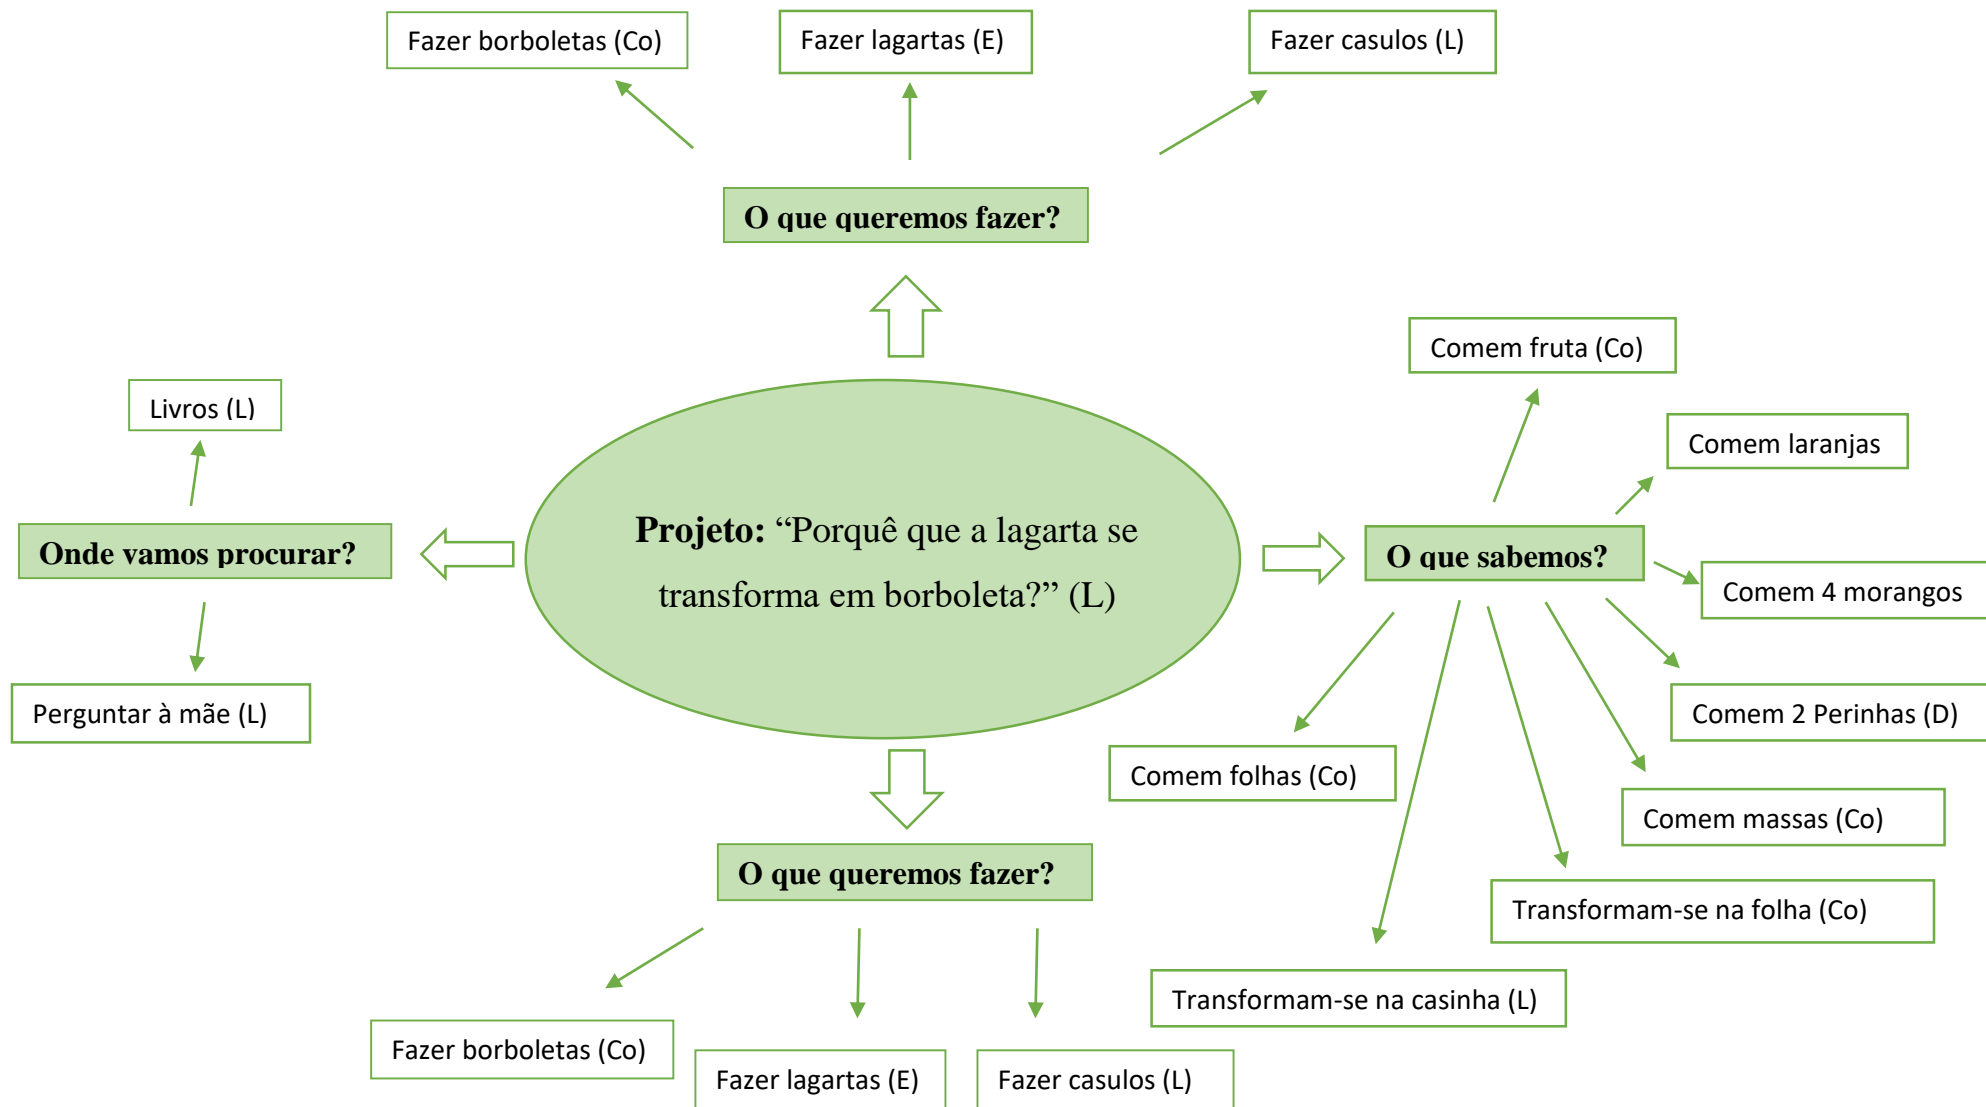 Fazer borboletas (Co)
Fazer lagartas (E)
Fazer casulos (L)
O que queremos fazer?
Comem fruta (Co)
Livros (L)
Comem laranjas
Projeto: “Porquê que a lagarta se
transforma em borboleta?” (L)
Onde vamos procurar?
O que sabemos?
Comem 4 morangos
Perguntar à mãe (L)
Comem 2 Perinhas (D)
Comem folhas (Co)
Comem massas (Co)
O que queremos fazer?
Transformam-se na folha (Co)
Transformam-se na casinha (L)
Fazer borboletas (Co)
Fazer lagartas (E)
Fazer casulos (L)